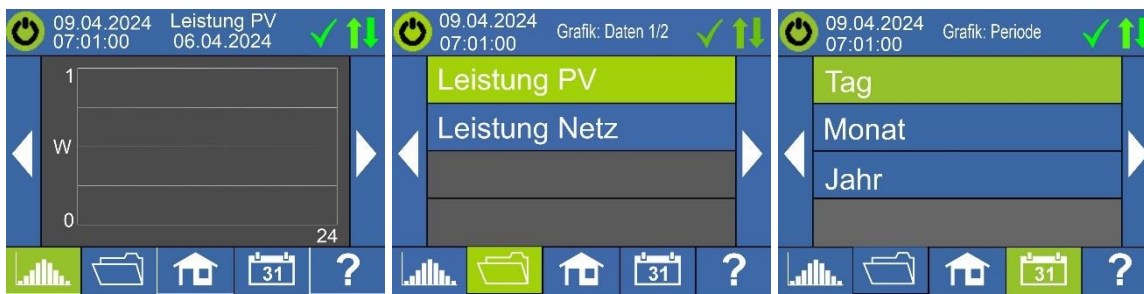 09.04.2024
07:01:00
Leistung PV
06.04.2024
1
W
0
24
31
?
09.04.2024
07:01:00
Grafik: Daten 1/2
Leistung PV
Leistung Netz
31
?
09.04.2024
07:01:00
Grafik: Periode
Tag
Monat
Jahr
31
?